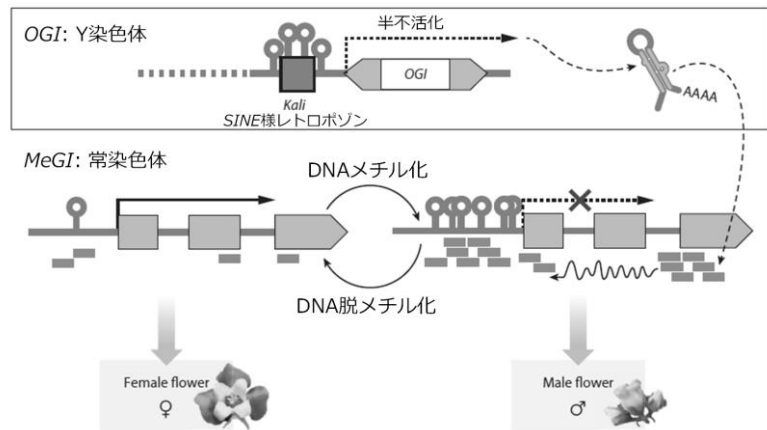 OGI: Y染色体
半不活化
OGI
Kali
SINE様レトロポゾン
AAAA
MeGI: 常染色体
DNAメチル化
DNA脱メチル化
Female flower
♀
Male flower
♂